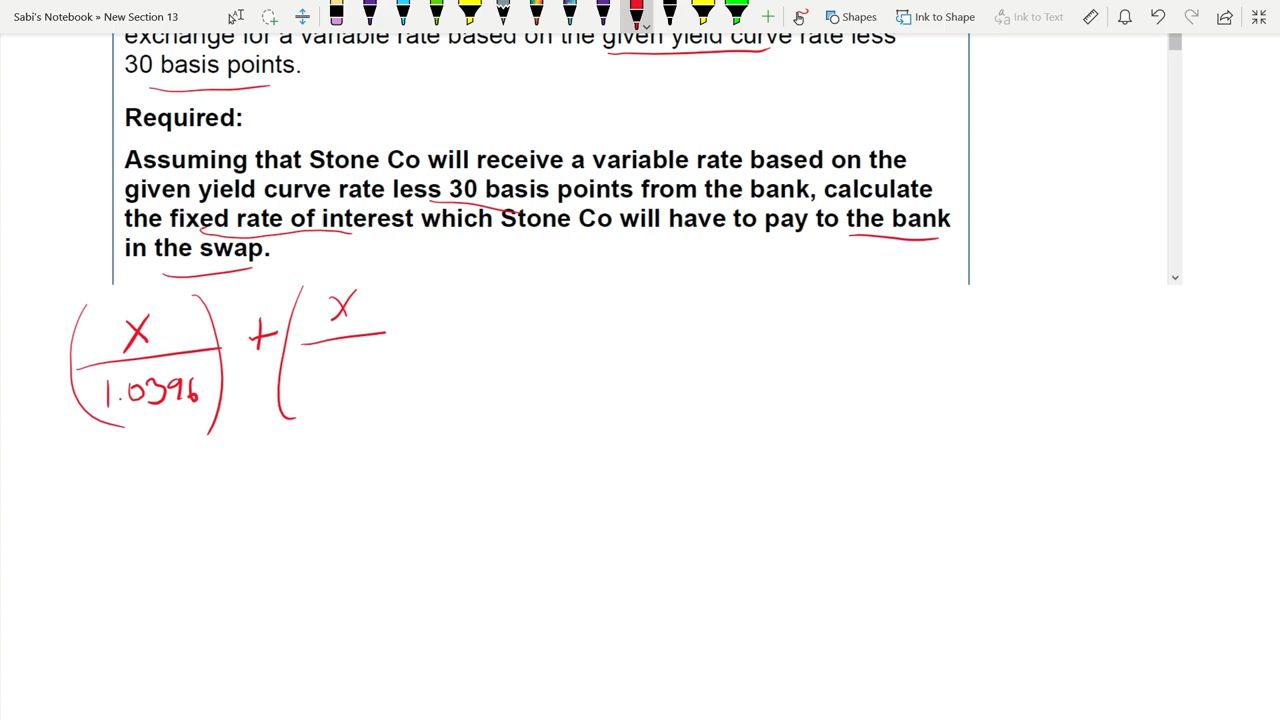 Sabi's Notebook » New Section 13
Shapes
Ink to Shape
Ink to Text
exchange for a variable rate based on the given yield curve rate less
30 basis points.
Required:
Assuming that Stone Co will receive a variable rate based on the
given yield curve rate less 30 basis points from the bank, calculate
the fixed rate of interest which Stone Co will have to pay to the bank
in the swap.
(x / 1.0396) + (x /